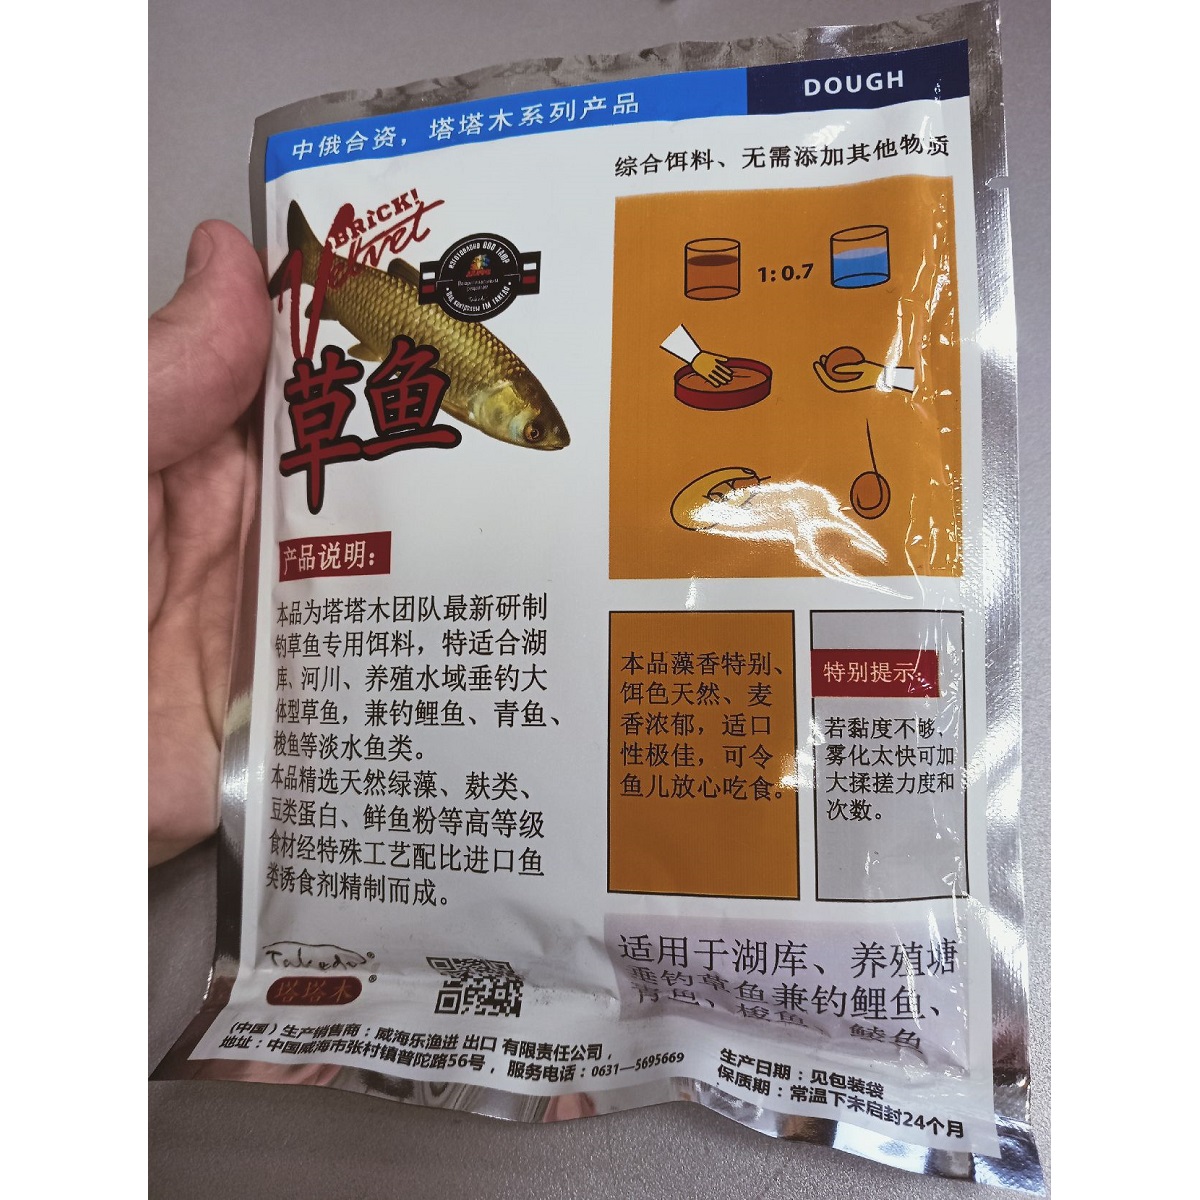 中俄合资，塔塔木系列产品
DOUGH
BRICK!
Velvet
草鱼
综合饵料、无需添加其他物质
1:0.7
产品说明：
本品为塔塔木团队最新研制
钓草鱼专用饵料，特适合湖
库、河川、养殖水域垂钓大
体型草鱼，兼钓鲤鱼、青鱼、
梭鱼等淡水鱼类。
本品精选天然绿藻、麸类、
豆类蛋白、鲜鱼粉等高等级
食材经特殊工艺配比进口鱼
类诱食剂精制而成。
本品藻香特别、
饵色天然、麦
香浓郁，适口
性极佳，可令
鱼儿放心吃食。
特别提示：
若黏度不够、
雾化太快可加
大揉搓力度和
次数。
适用于湖库、养殖塘
垂钓草鱼兼钓鲤鱼、
青鱼、梭鱼、鲮鱼
塔塔木®
（中国）生产销售商：威海乐渔进 出口 有限责任公司，
地址：中国威海市张村镇普陀路56号，服务电话：0631—5695669
生产日期：见包装袋
保质期：常温下未启封24个月